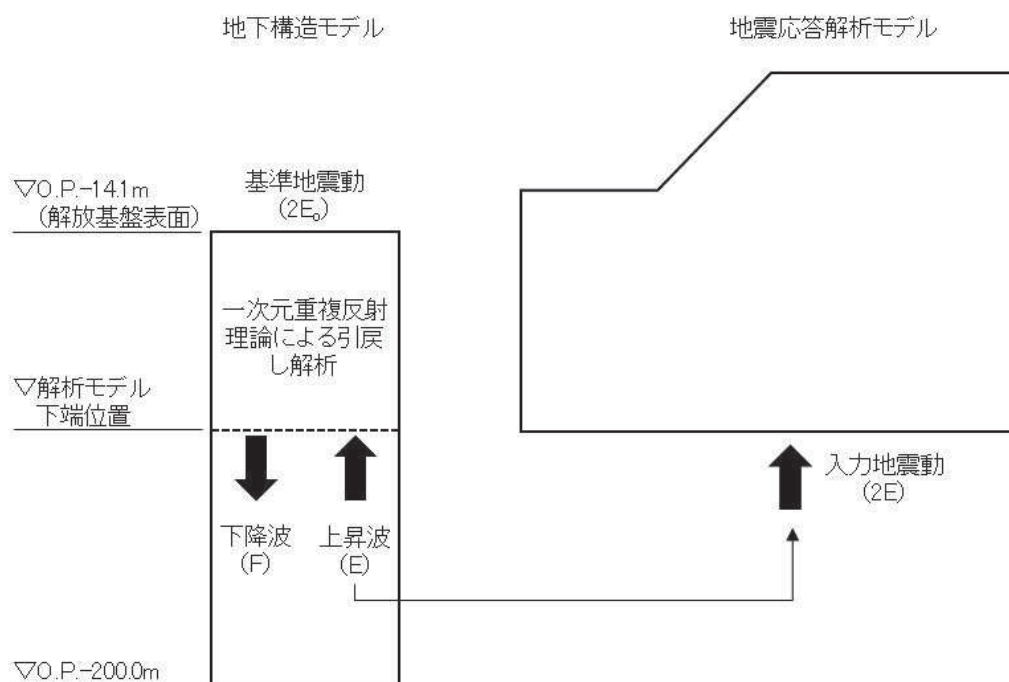 地下構造モデル
地震応答解析モデル
▽O.P.-14.1m
(解放基盤表面)
基準地震動
(2E₀)
一次元重複反射
理論による引戻
し解析
▽解析モデル
下端位置
下降波
(F)
上昇波
(E)
入力地震動
(2E)
▽O.P.-200.0m